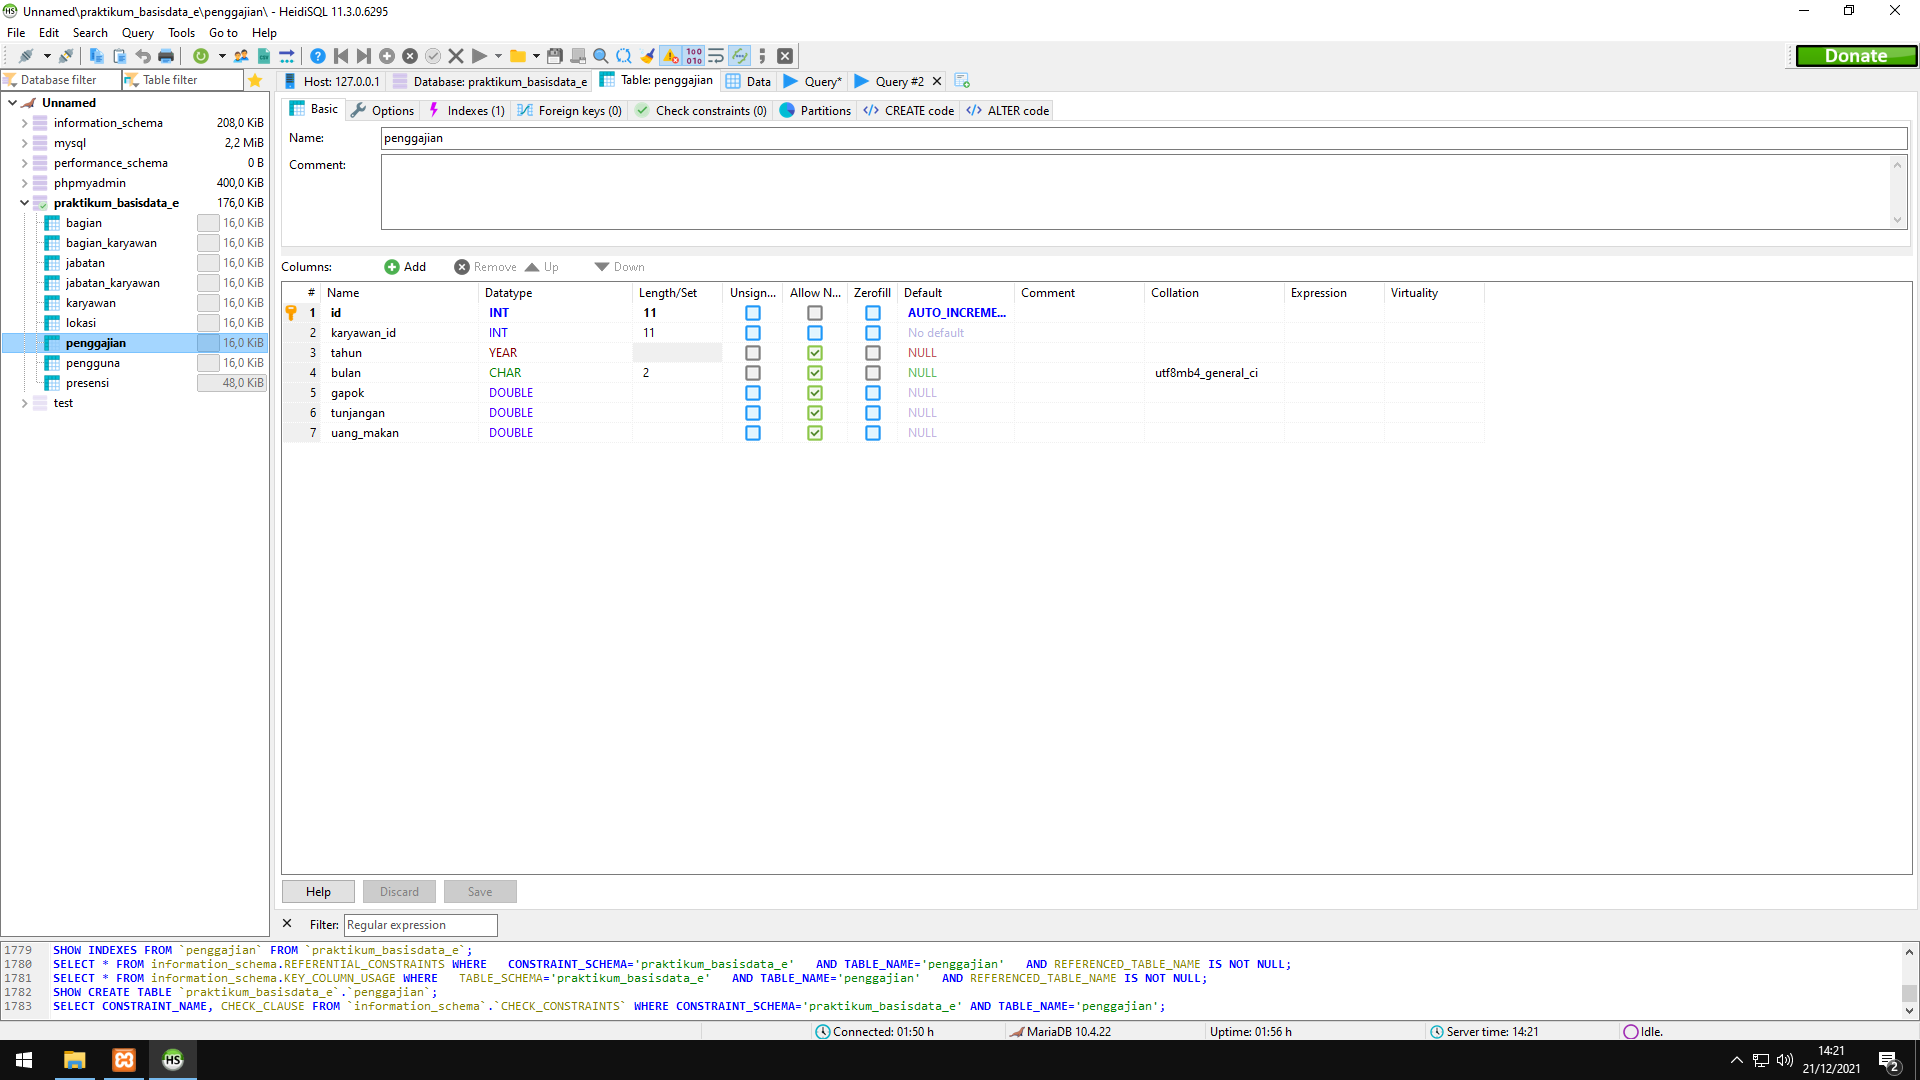 Unnamed\praktikum_basisdata_e\penggajian\ - HeidiSQL 11.3.0.6295
File Edit Search Query Tools Go to Help
Donate
Database filter Table filter
Host: 127.0.0.1 Database: praktikum_basisdata_e Table: penggajian Data Query* Query #2
Unnamed
information_schema 208,0 KiB
mysql 2,2 MiB
performance_schema 0 B
phpmyadmin 400,0 KiB
praktikum_basisdata_e 176,0 KiB
bagian 16,0 KiB
bagian_karyawan 16,0 KiB
jabatan 16,0 KiB
jabatan_karyawan 16,0 KiB
karyawan 16,0 KiB
lokasi 16,0 KiB
penggajian 16,0 KiB
pengguna 16,0 KiB
presensi 48,0 KiB
test
Basic Options Indexes (1) Foreign keys (0) Check constraints (0) Partitions CREATE code ALTER code
Name: penggajian
Comment:
Columns: Add Remove Up Down
# Name Datatype Length/Set Unsign... Allow N... Zerofill Default Comment Collation Expression Virtuality
1 id INT 11 AUTO_INCREME...
2 karyawan_id INT 11 No default
3 tahun YEAR NULL
4 bulan CHAR 2 NULL utf8mb4_general_ci
5 gapok DOUBLE NULL
6 tunjangan DOUBLE NULL
7 uang_makan DOUBLE NULL
Help Discard Save
Filter: Regular expression
1779 SHOW INDEXES FROM `penggajian` FROM `praktikum_basisdata_e`;
1780 SELECT * FROM information_schema.REFERENTIAL_CONSTRAINTS WHERE CONSTRAINT_SCHEMA='praktikum_basisdata_e' AND TABLE_NAME='penggajian' AND REFERENCED_TABLE_NAME IS NOT NULL;
1781 SELECT * FROM information_schema.KEY_COLUMN_USAGE WHERE TABLE_SCHEMA='praktikum_basisdata_e' AND TABLE_NAME='penggajian' AND REFERENCED_TABLE_NAME IS NOT NULL;
1782 SHOW CREATE TABLE `praktikum_basisdata_e`.`penggajian`;
1783 SELECT CONSTRAINT_NAME, CHECK_CLAUSE FROM `information_schema`.`CHECK_CONSTRAINTS` WHERE CONSTRAINT_SCHEMA='praktikum_basisdata_e' AND TABLE_NAME='penggajian';
Connected: 01:50 h MariaDB 10.4.22 Uptime: 01:56 h Server time: 14:21 Idle.
HS
14:21
21/12/2021
2